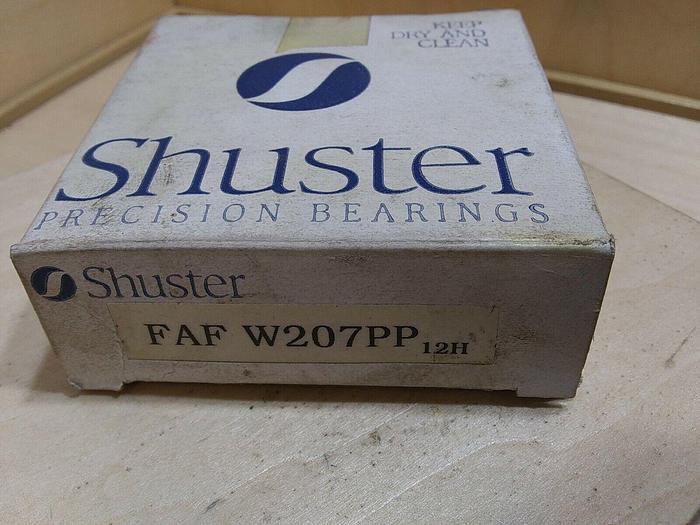 KEEP
DRY AND
CLEAN
Shuster
PRECISION BEARINGS
Shuster
FAF W207PP 12H